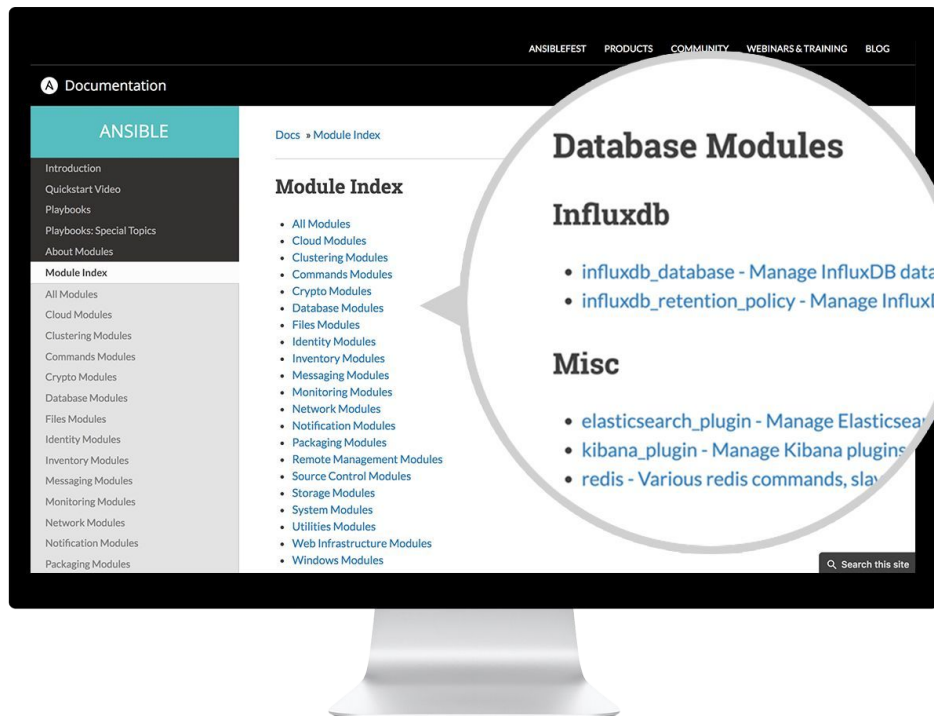 ANSIBLEFEST PRODUCTS COMMUNITY WEBINARS & TRAINING BLOG
Documentation
ANSIBLE
Introduction
Quickstart Video
Playbooks
Playbooks: Special Topics
About Modules
Module Index
All Modules
Cloud Modules
Clustering Modules
Commands Modules
Crypto Modules
Database Modules
Files Modules
Identity Modules
Inventory Modules
Messaging Modules
Monitoring Modules
Network Modules
Notification Modules
Packaging Modules
Docs » Module Index
Module Index
• All Modules
• Cloud Modules
• Clustering Modules
• Commands Modules
• Crypto Modules
• Database Modules
• Files Modules
• Identity Modules
• Inventory Modules
• Messaging Modules
• Monitoring Modules
• Network Modules
• Notification Modules
• Packaging Modules
• Remote Management Modules
• Source Control Modules
• Storage Modules
• System Modules
• Utilities Modules
• Web Infrastructure Modules
• Windows Modules
Database Modules
Influxdb
• influxdb_database - Manage InfluxDB data
• influxdb_retention_policy - Manage Influx
Misc
• elasticsearch_plugin - Manage Elasticsear
• kibana_plugin - Manage Kibana plugins
• redis - Various redis commands, slav
Search this site